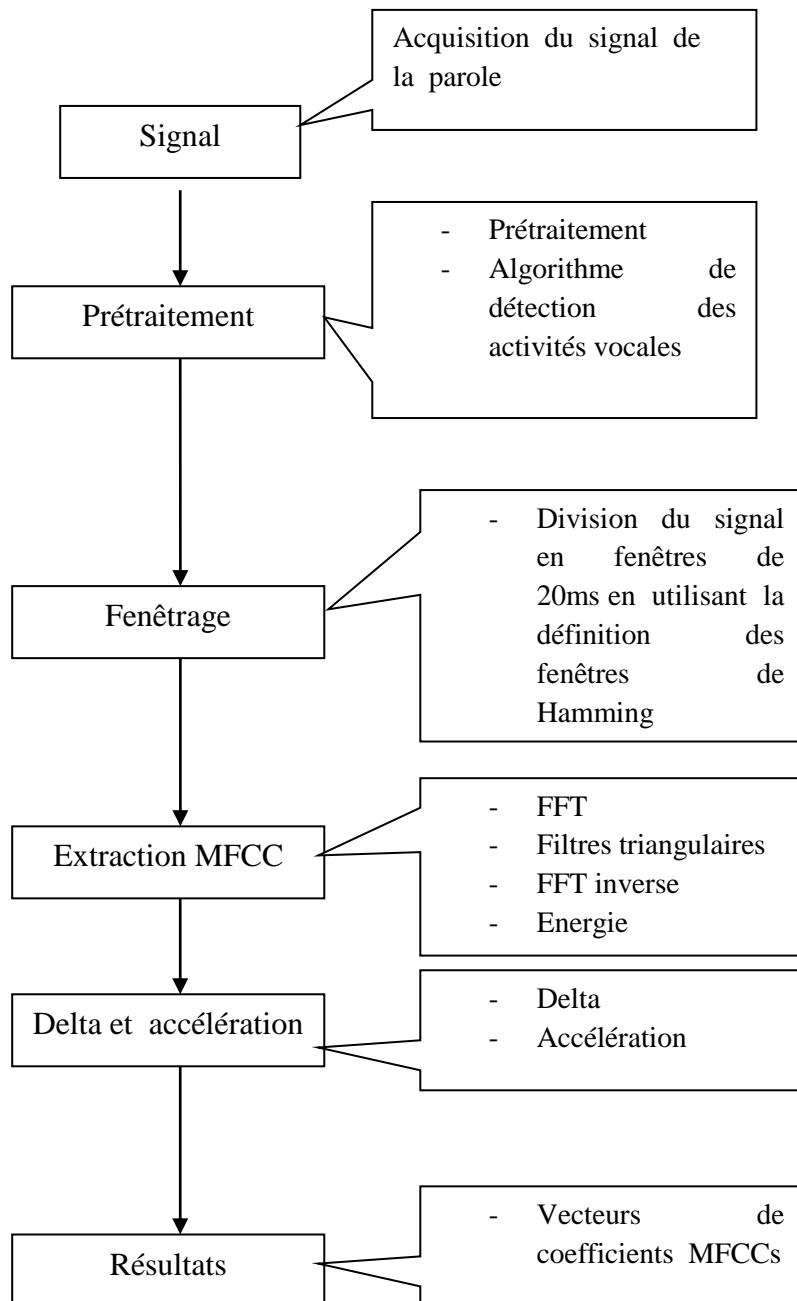 Acquisition du signal de
la parole
Signal
- Prétraitement
- Algorithme de
détection des
activités vocales
Prétraitement
- Division du signal
en fenêtres de
20ms en utilisant la
définition des
fenêtres de
Hamming
Fenêtrage
- FFT
- Filtres triangulaires
- FFT inverse
- Energie
Extraction MFCC
- Delta
- Accélération
Delta et accélération
- Vecteurs de
coefficients MFCCs
Résultats